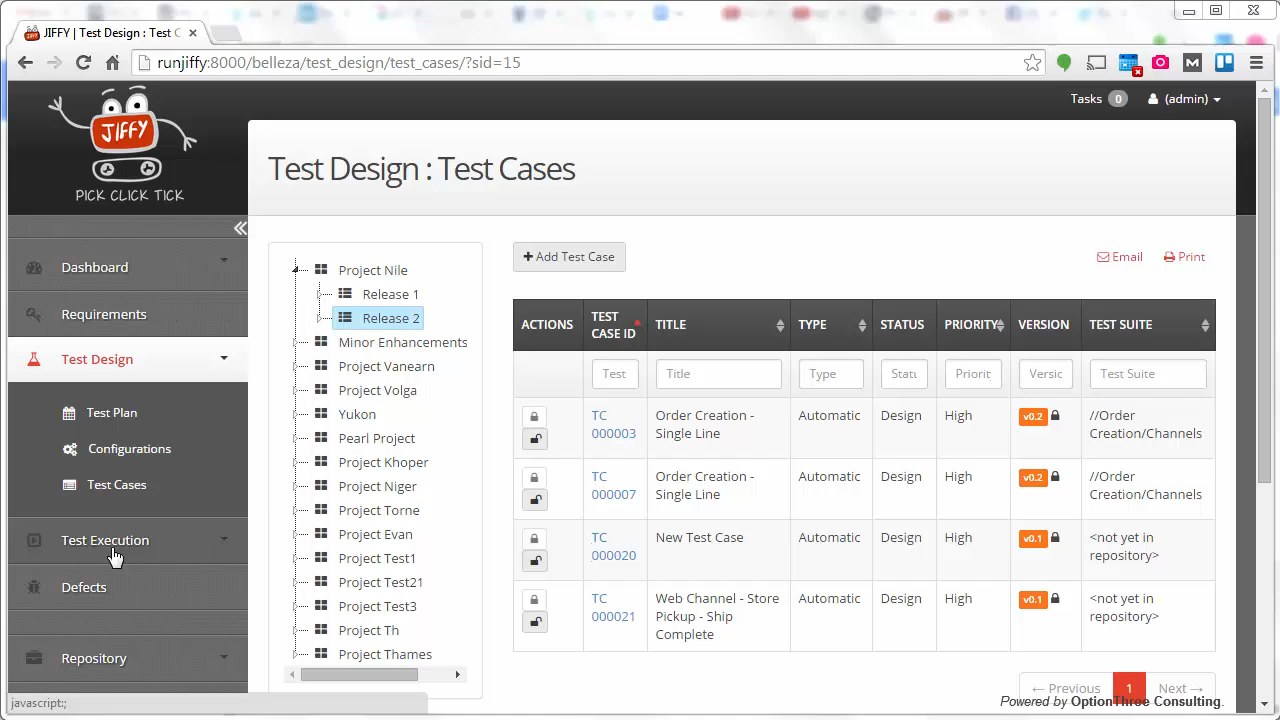 JIFFY | Test Design : Test C
runjiffy:8000/belleza/test_design/test_cases/?sid=15
Tasks 0 (admin)
JIFFY
PICK CLICK TICK
Test Design : Test Cases
Dashboard
Requirements
Test Design
Test Plan
Configurations
Test Cases
Test Execution
Defects
Repository
javascript:;
Project Nile
Release 1
Release 2
Minor Enhancements
Project Vanearn
Project Volga
Yukon
Pearl Project
Project Khoper
Project Niger
Project Torne
Project Evan
Project Test1
Project Test21
Project Test3
Project Th
Project Thames
+ Add Test Case
Email Print
ACTIONS TEST CASE ID TITLE TYPE STATUS PRIORITY VERSION TEST SUITE
Test Title Type Statu Priorit Versic Test Suite
TC 000003 Order Creation - Single Line Automatic Design High v0.2 //Order Creation/Channels
TC 000007 Order Creation - Single Line Automatic Design High v0.2 //Order Creation/Channels
TC 000020 New Test Case Automatic Design High v0.1 <not yet in repository>
TC 000021 Web Channel - Store Pickup - Ship Complete Automatic Design High v0.1 <not yet in repository>
← Previous 1 Next →
Powered by OptionThree Consulting.